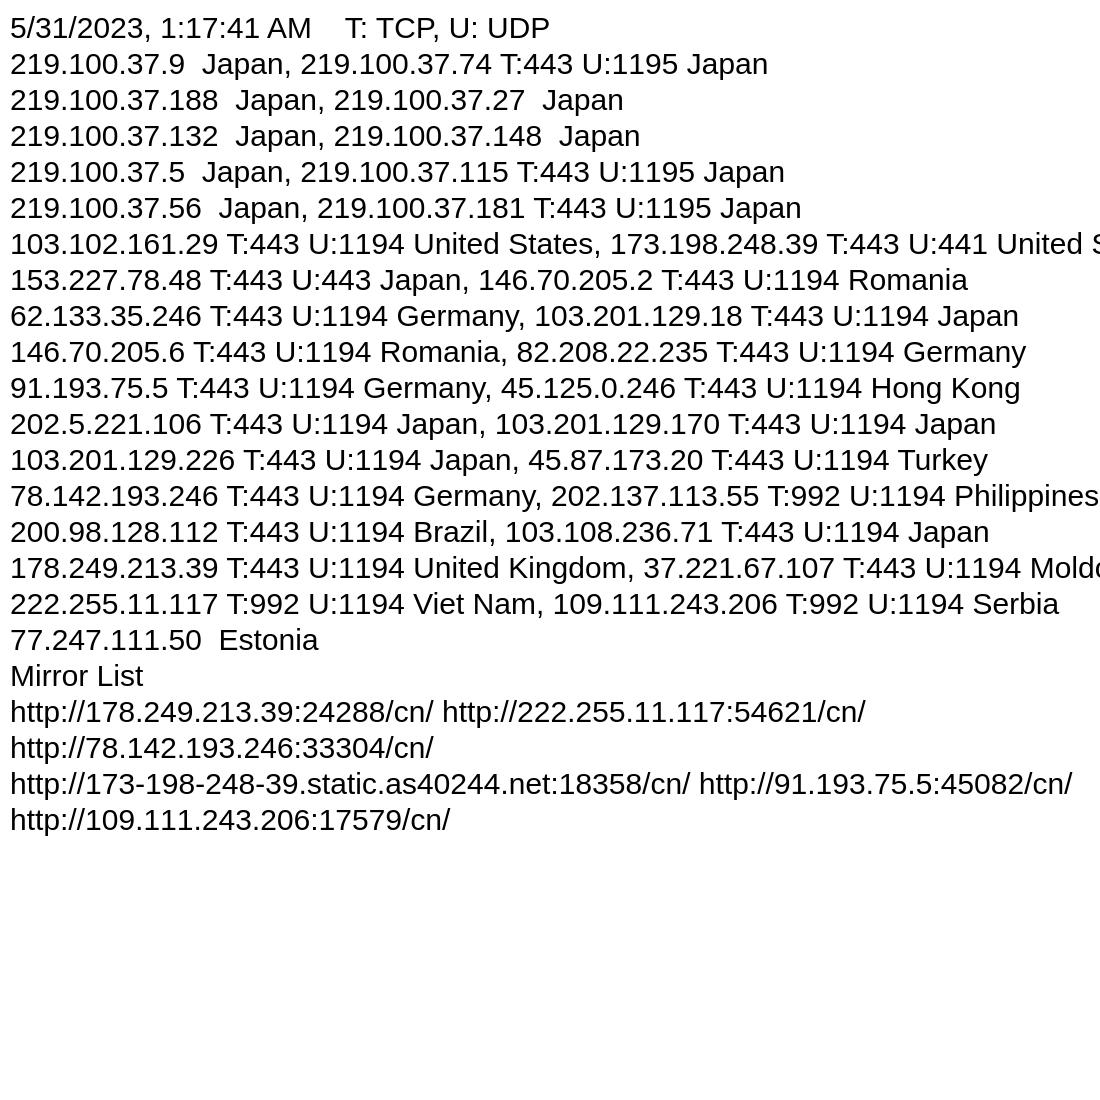 5/31/2023, 1:17:41 AM    T: TCP, U: UDP
219.100.37.9  Japan, 219.100.37.74 T:443 U:1195 Japan
219.100.37.188  Japan, 219.100.37.27  Japan
219.100.37.132  Japan, 219.100.37.148  Japan
219.100.37.5  Japan, 219.100.37.115 T:443 U:1195 Japan
219.100.37.56  Japan, 219.100.37.181 T:443 U:1195 Japan
103.102.161.29 T:443 U:1194 United States, 173.198.248.39 T:443 U:441 United
153.227.78.48 T:443 U:443 Japan, 146.70.205.2 T:443 U:1194 Romania
62.133.35.246 T:443 U:1194 Germany, 103.201.129.18 T:443 U:1194 Japan
146.70.205.6 T:443 U:1194 Romania, 82.208.22.235 T:443 U:1194 Germany
91.193.75.5 T:443 U:1194 Germany, 45.125.0.246 T:443 U:1194 Hong Kong
202.5.221.106 T:443 U:1194 Japan, 103.201.129.170 T:443 U:1194 Japan
103.201.129.226 T:443 U:1194 Japan, 45.87.173.20 T:443 U:1194 Turkey
78.142.193.246 T:443 U:1194 Germany, 202.137.113.55 T:992 U:1194 Philippines
200.98.128.112 T:443 U:1194 Brazil, 103.108.236.71 T:443 U:1194 Japan
178.249.213.39 T:443 U:1194 United Kingdom, 37.221.67.107 T:443 U:1194
222.255.11.117 T:992 U:1194 Viet Nam, 109.111.243.206 T:992 U:1194 Serbia
77.247.111.50  Estonia
Mirror List
http://178.249.213.39:24288/cn/ http://222.255.11.117:54621/cn/
http://78.142.193.246:33304/cn/
http://173-198-248-39.static.as40244.net:18358/cn/ http://91.193.75.5:45082/cn/
http://109.111.243.206:17579/cn/